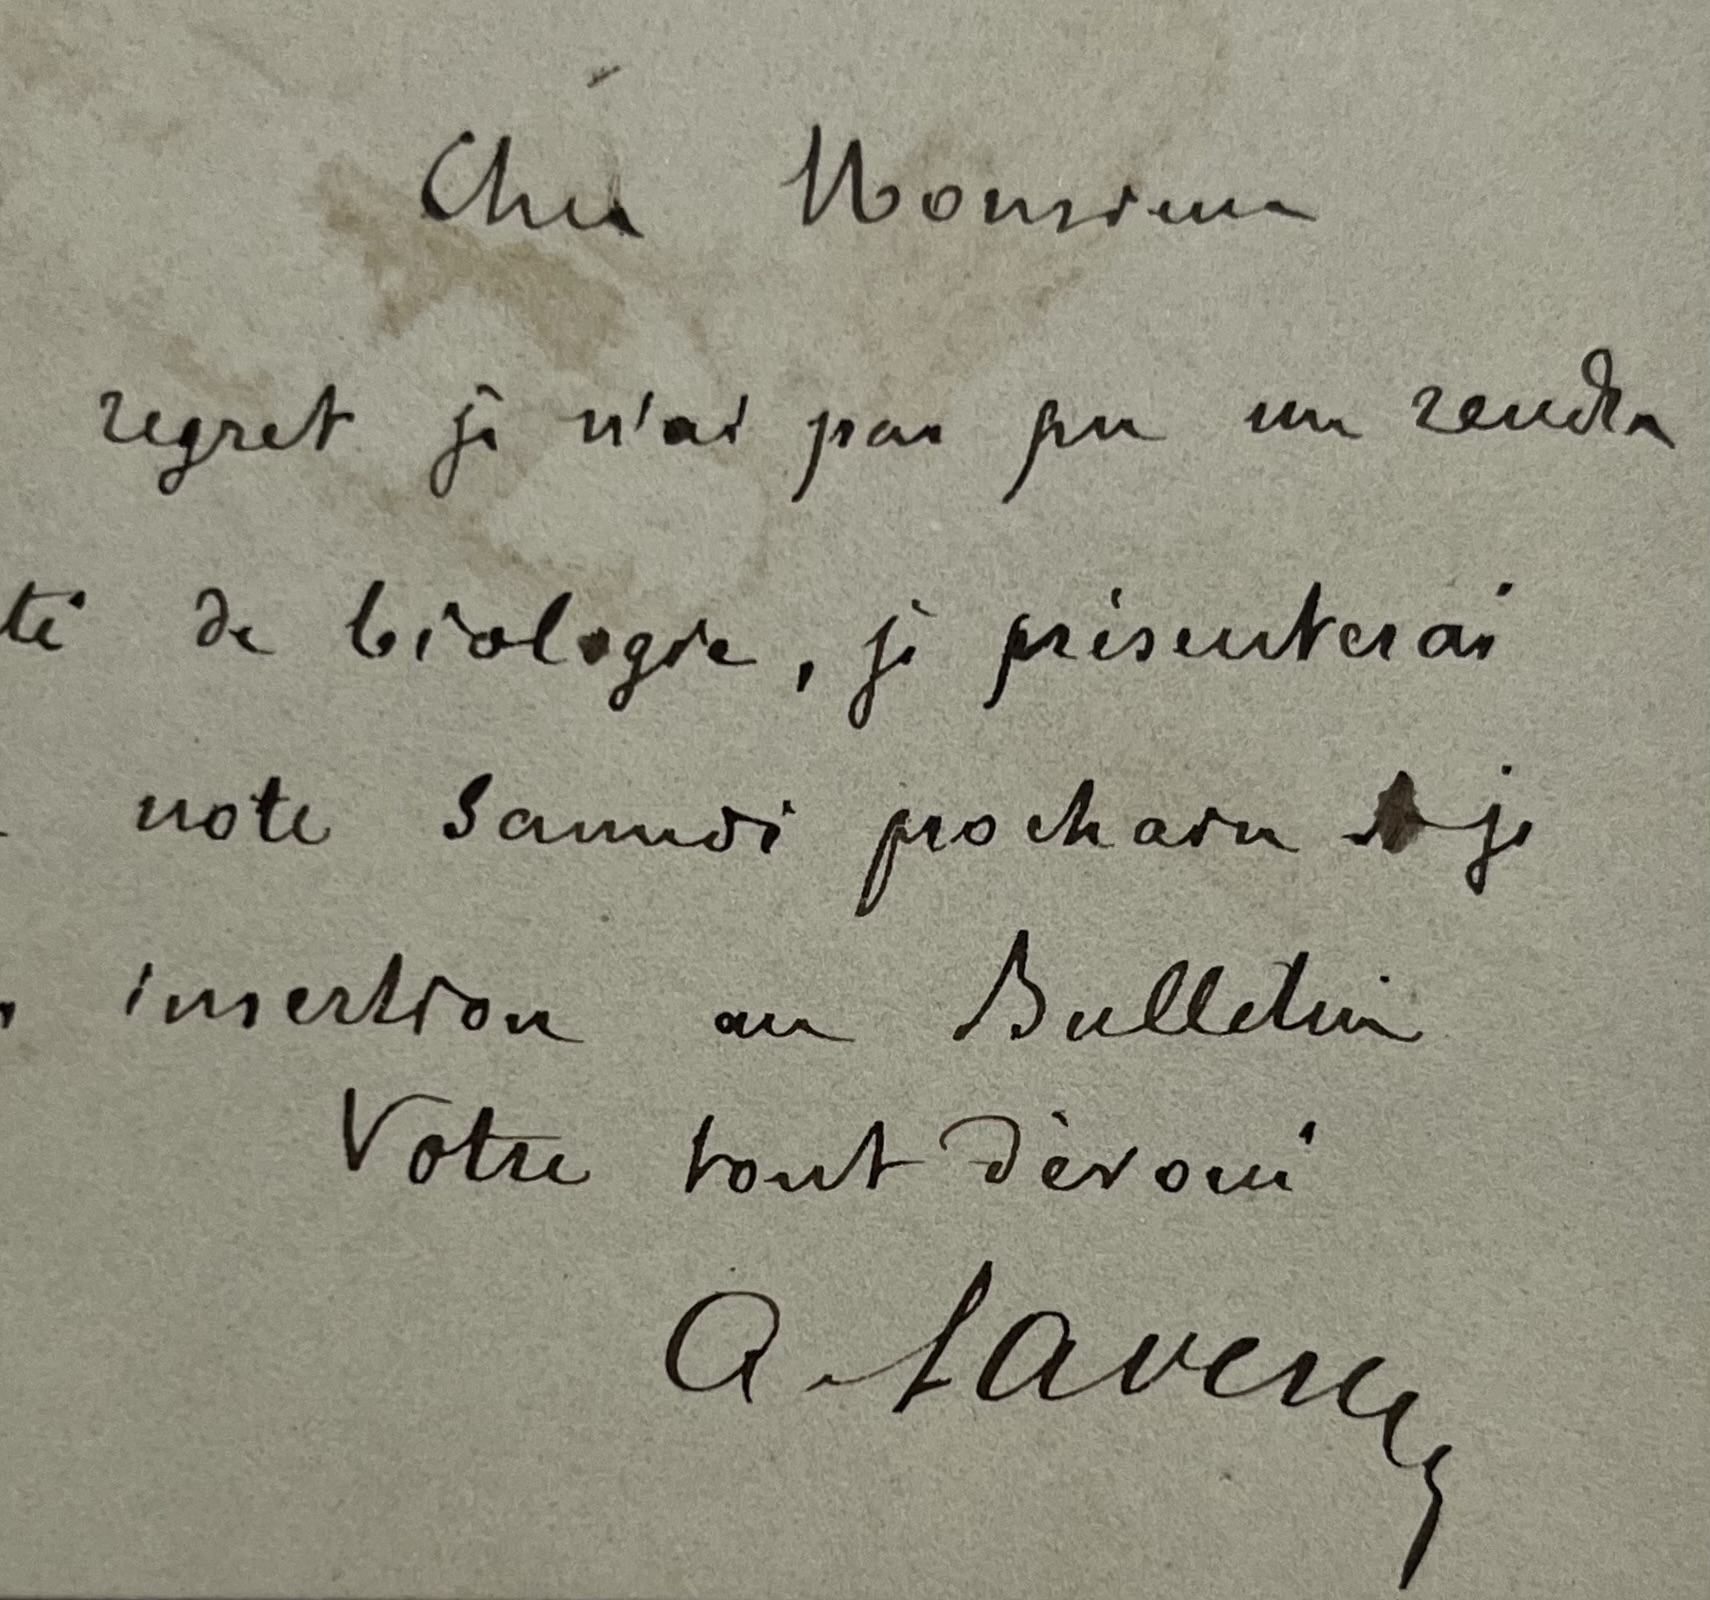 Cher Monsieur
regret je n'ai pas pu me rendre
té de biologie, je présenterai
note Samedi prochain je
insertion au Bulletin
Votre tout dévoué
A. Laveran